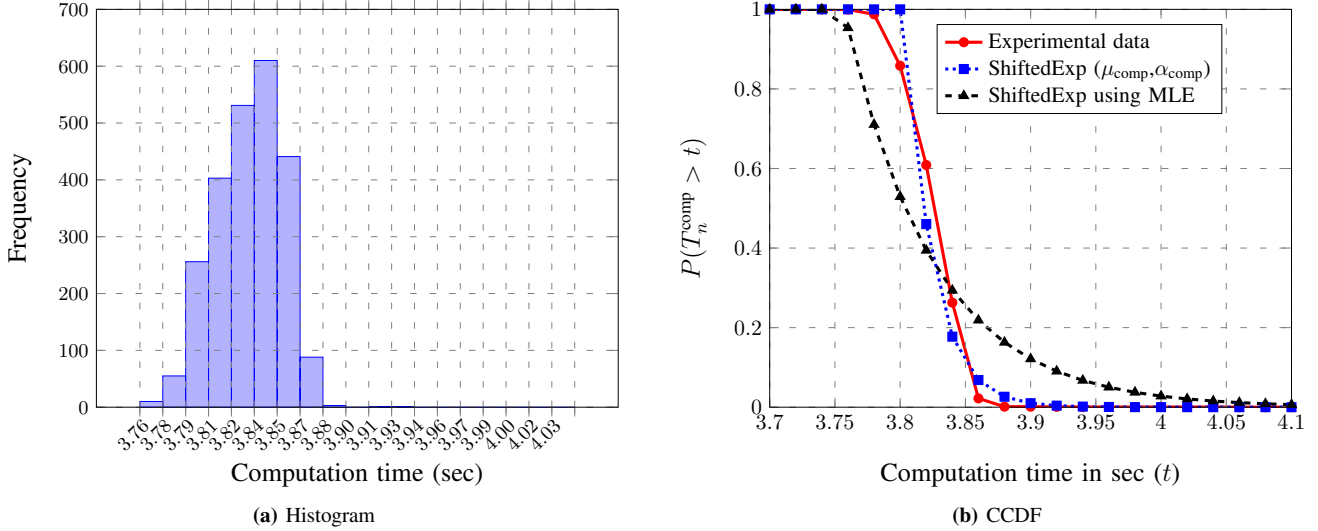 700
600
500
400
300
200
100
0
Frequency
3.76 3.78 3.79 3.81 3.82 3.84 3.85 3.87 3.88 3.90 3.91 3.93 3.94 3.96 3.97 3.99 4.00 4.02 4.03
Computation time (sec)
(a) Histogram
1
0.8
0.6
0.4
0.2
0
P(T_n^comp > t)
Experimental data
ShiftedExp (μ_comp,α_comp)
ShiftedExp using MLE
3.7 3.75 3.8 3.85 3.9 3.95 4 4.05 4.1
Computation time in sec (t)
(b) CCDF